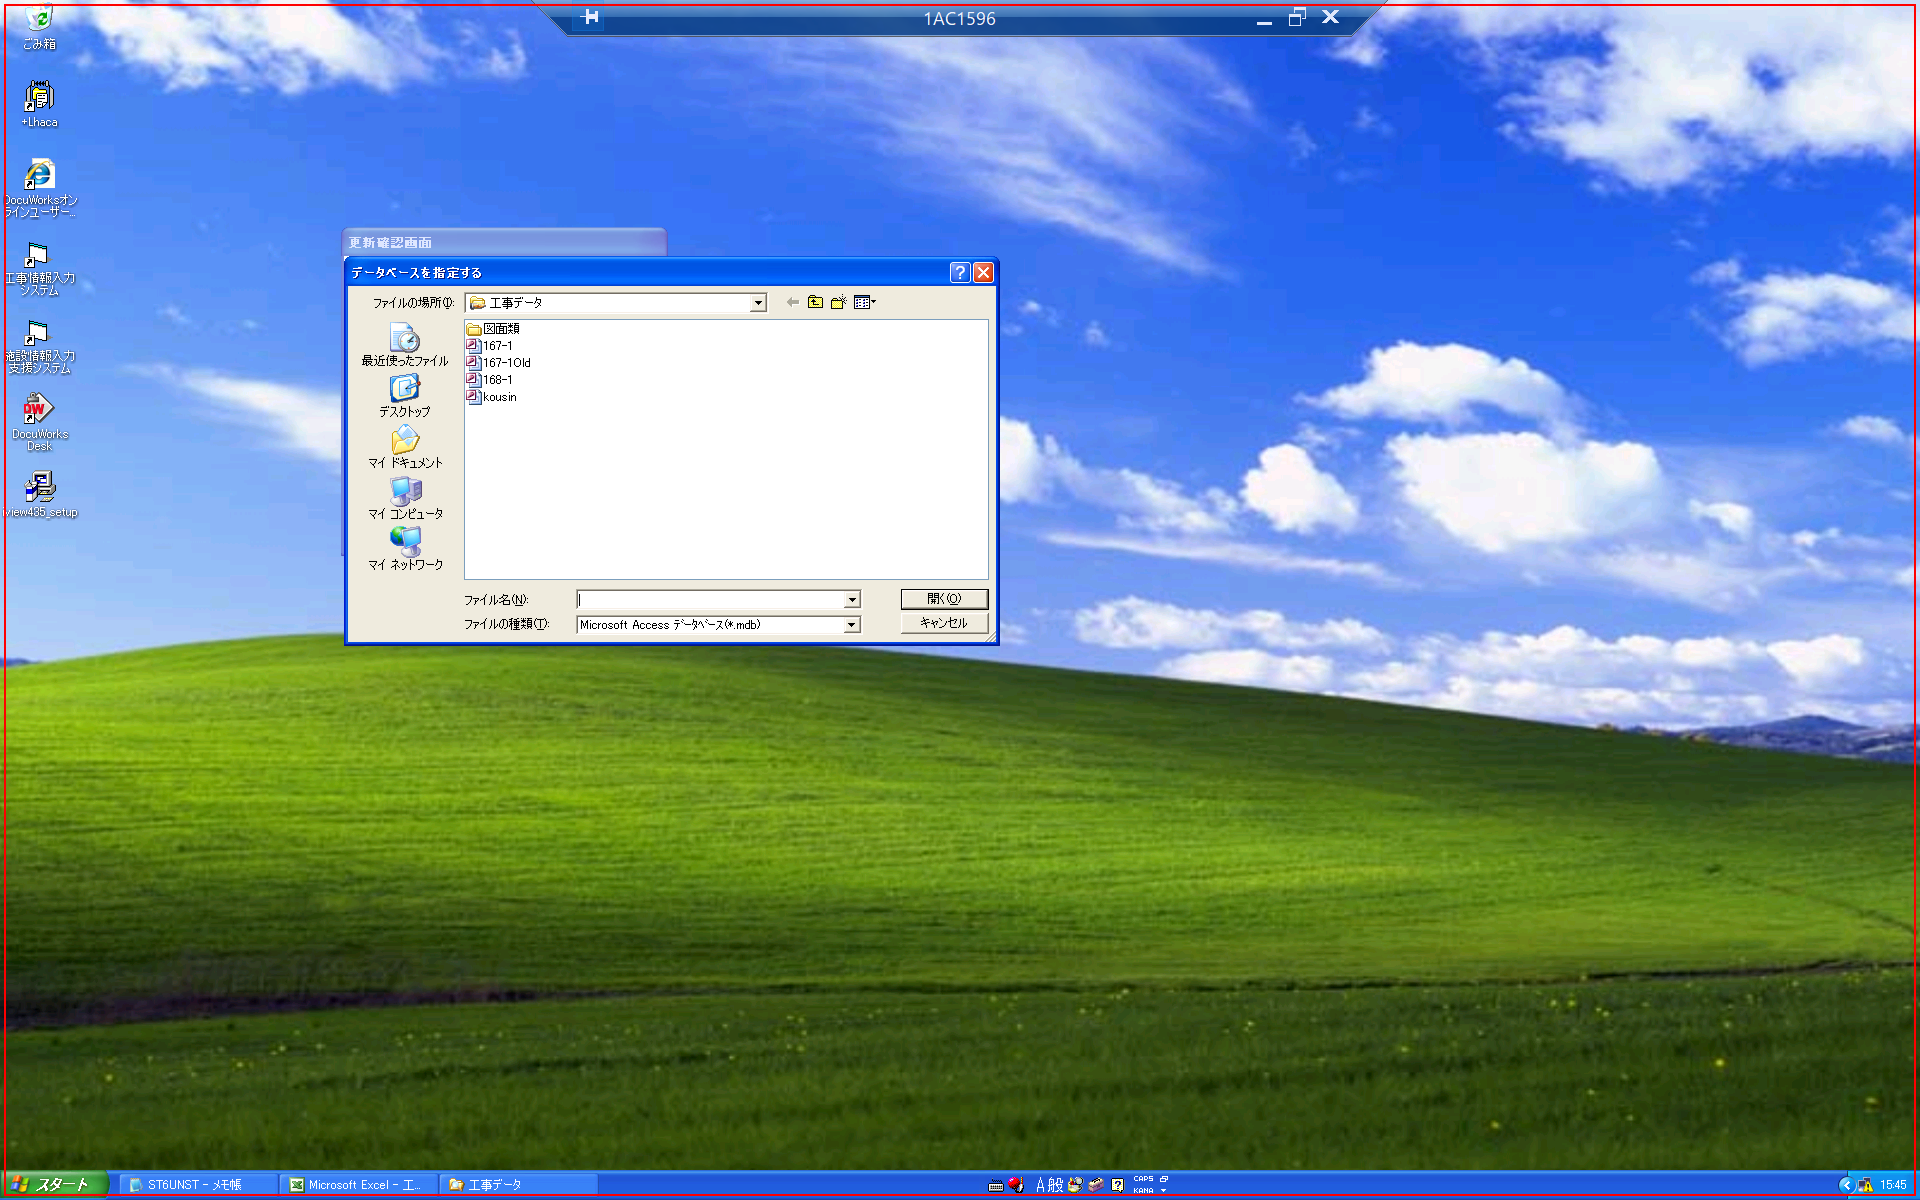 1AC1596
ごみ箱
+Lhaca
DocuWorksオン
ラインユーザー...
工事情報入力
システム
施設情報入力
支援システム
DocuWorks
Desk
iview435_setup
更新確認画面
データベースを指定する
ファイルの場所(I):
工事データ
最近使ったファイル
デスクトップ
マイ ドキュメント
マイ コンピュータ
マイ ネットワーク
図面類
167-1
167-1Old
168-1
kousin
ファイル名(N):
開く(O)
ファイルの種類(T):
Microsoft Access データベース(*.mdb)
キャンセル
スタート
ST6UNST - メモ帳
Microsoft Excel - 工...
工事データ
A 般
CAPS
KANA
15:45